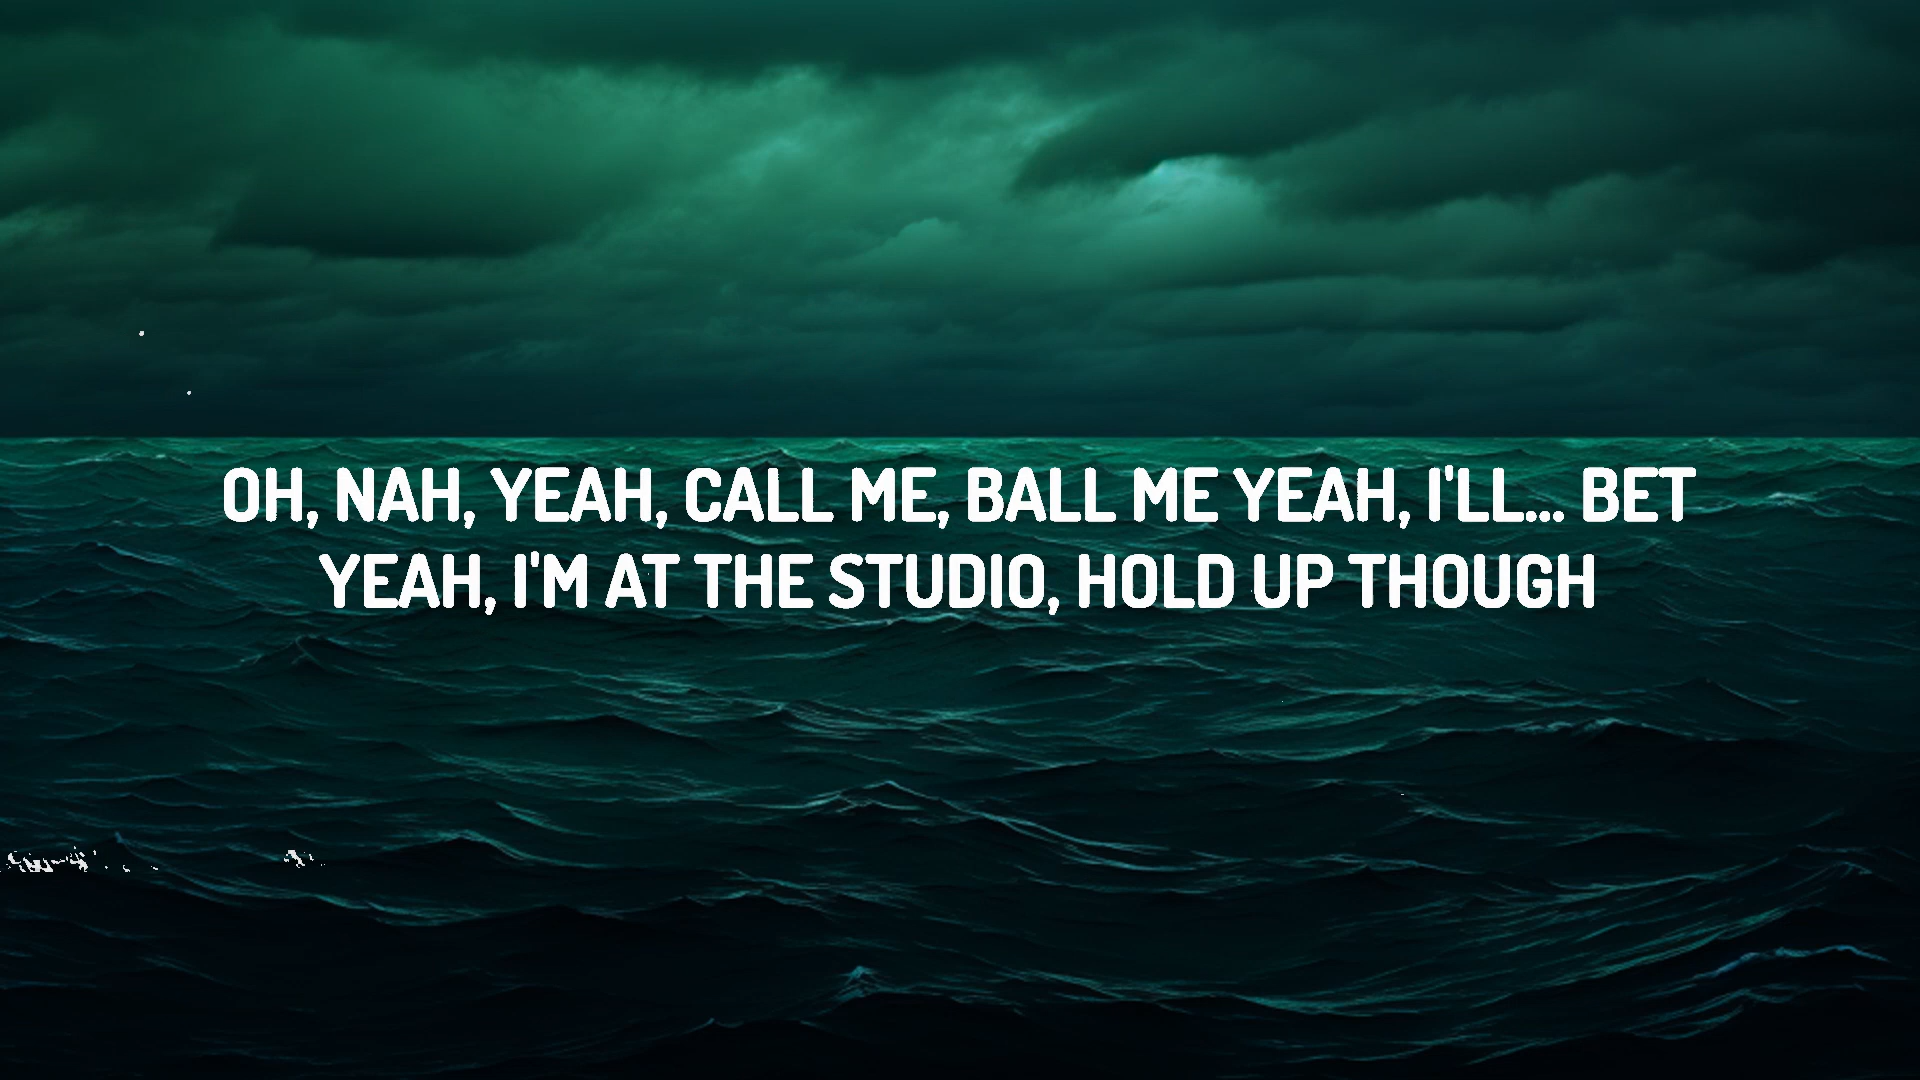 OH, NAH, YEAH, CALL ME, BALL ME YEAH, I'LL... BET
YEAH, I'M AT THE STUDIO, HOLD UP THOUGH